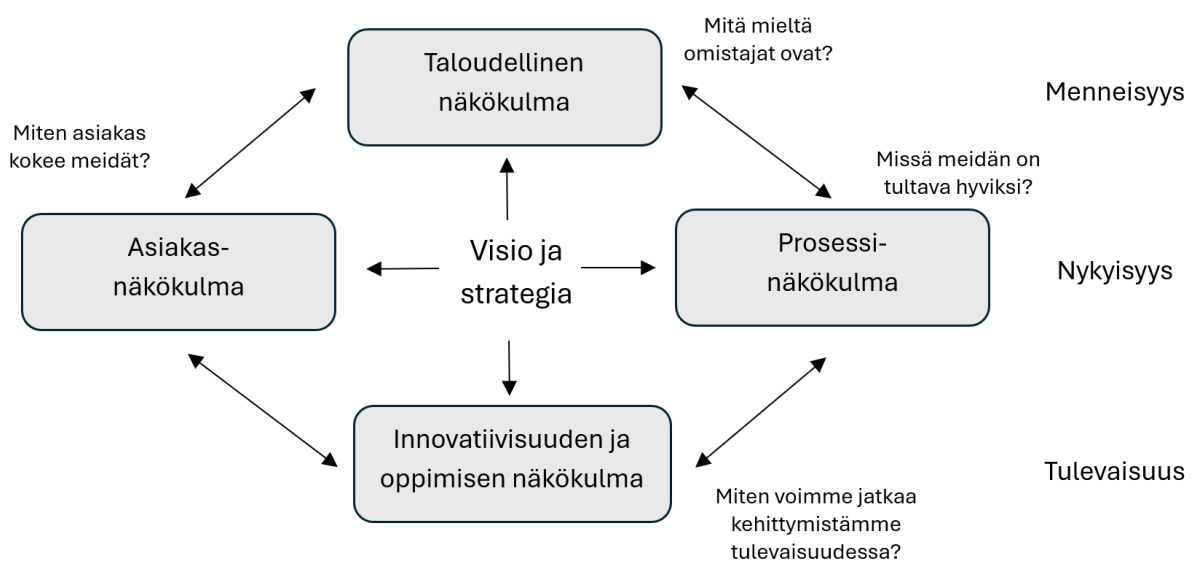 Mitä mieltä
omistajat ovat?
Taloudellinen
näkökulma
Menneisyys
Miten asiakas
kokee meidät?
Missä meidän on
tultava hyviksi?
Asiakas-
näkökulma
Visio ja
strategia
Prosessi-
näkökulma
Nykyisyys
Innovatiivisuuden ja
oppimisen näkökulma
Tulevaisuus
Miten voimme jatkaa
kehittymistämme
tulevaisuudessa?